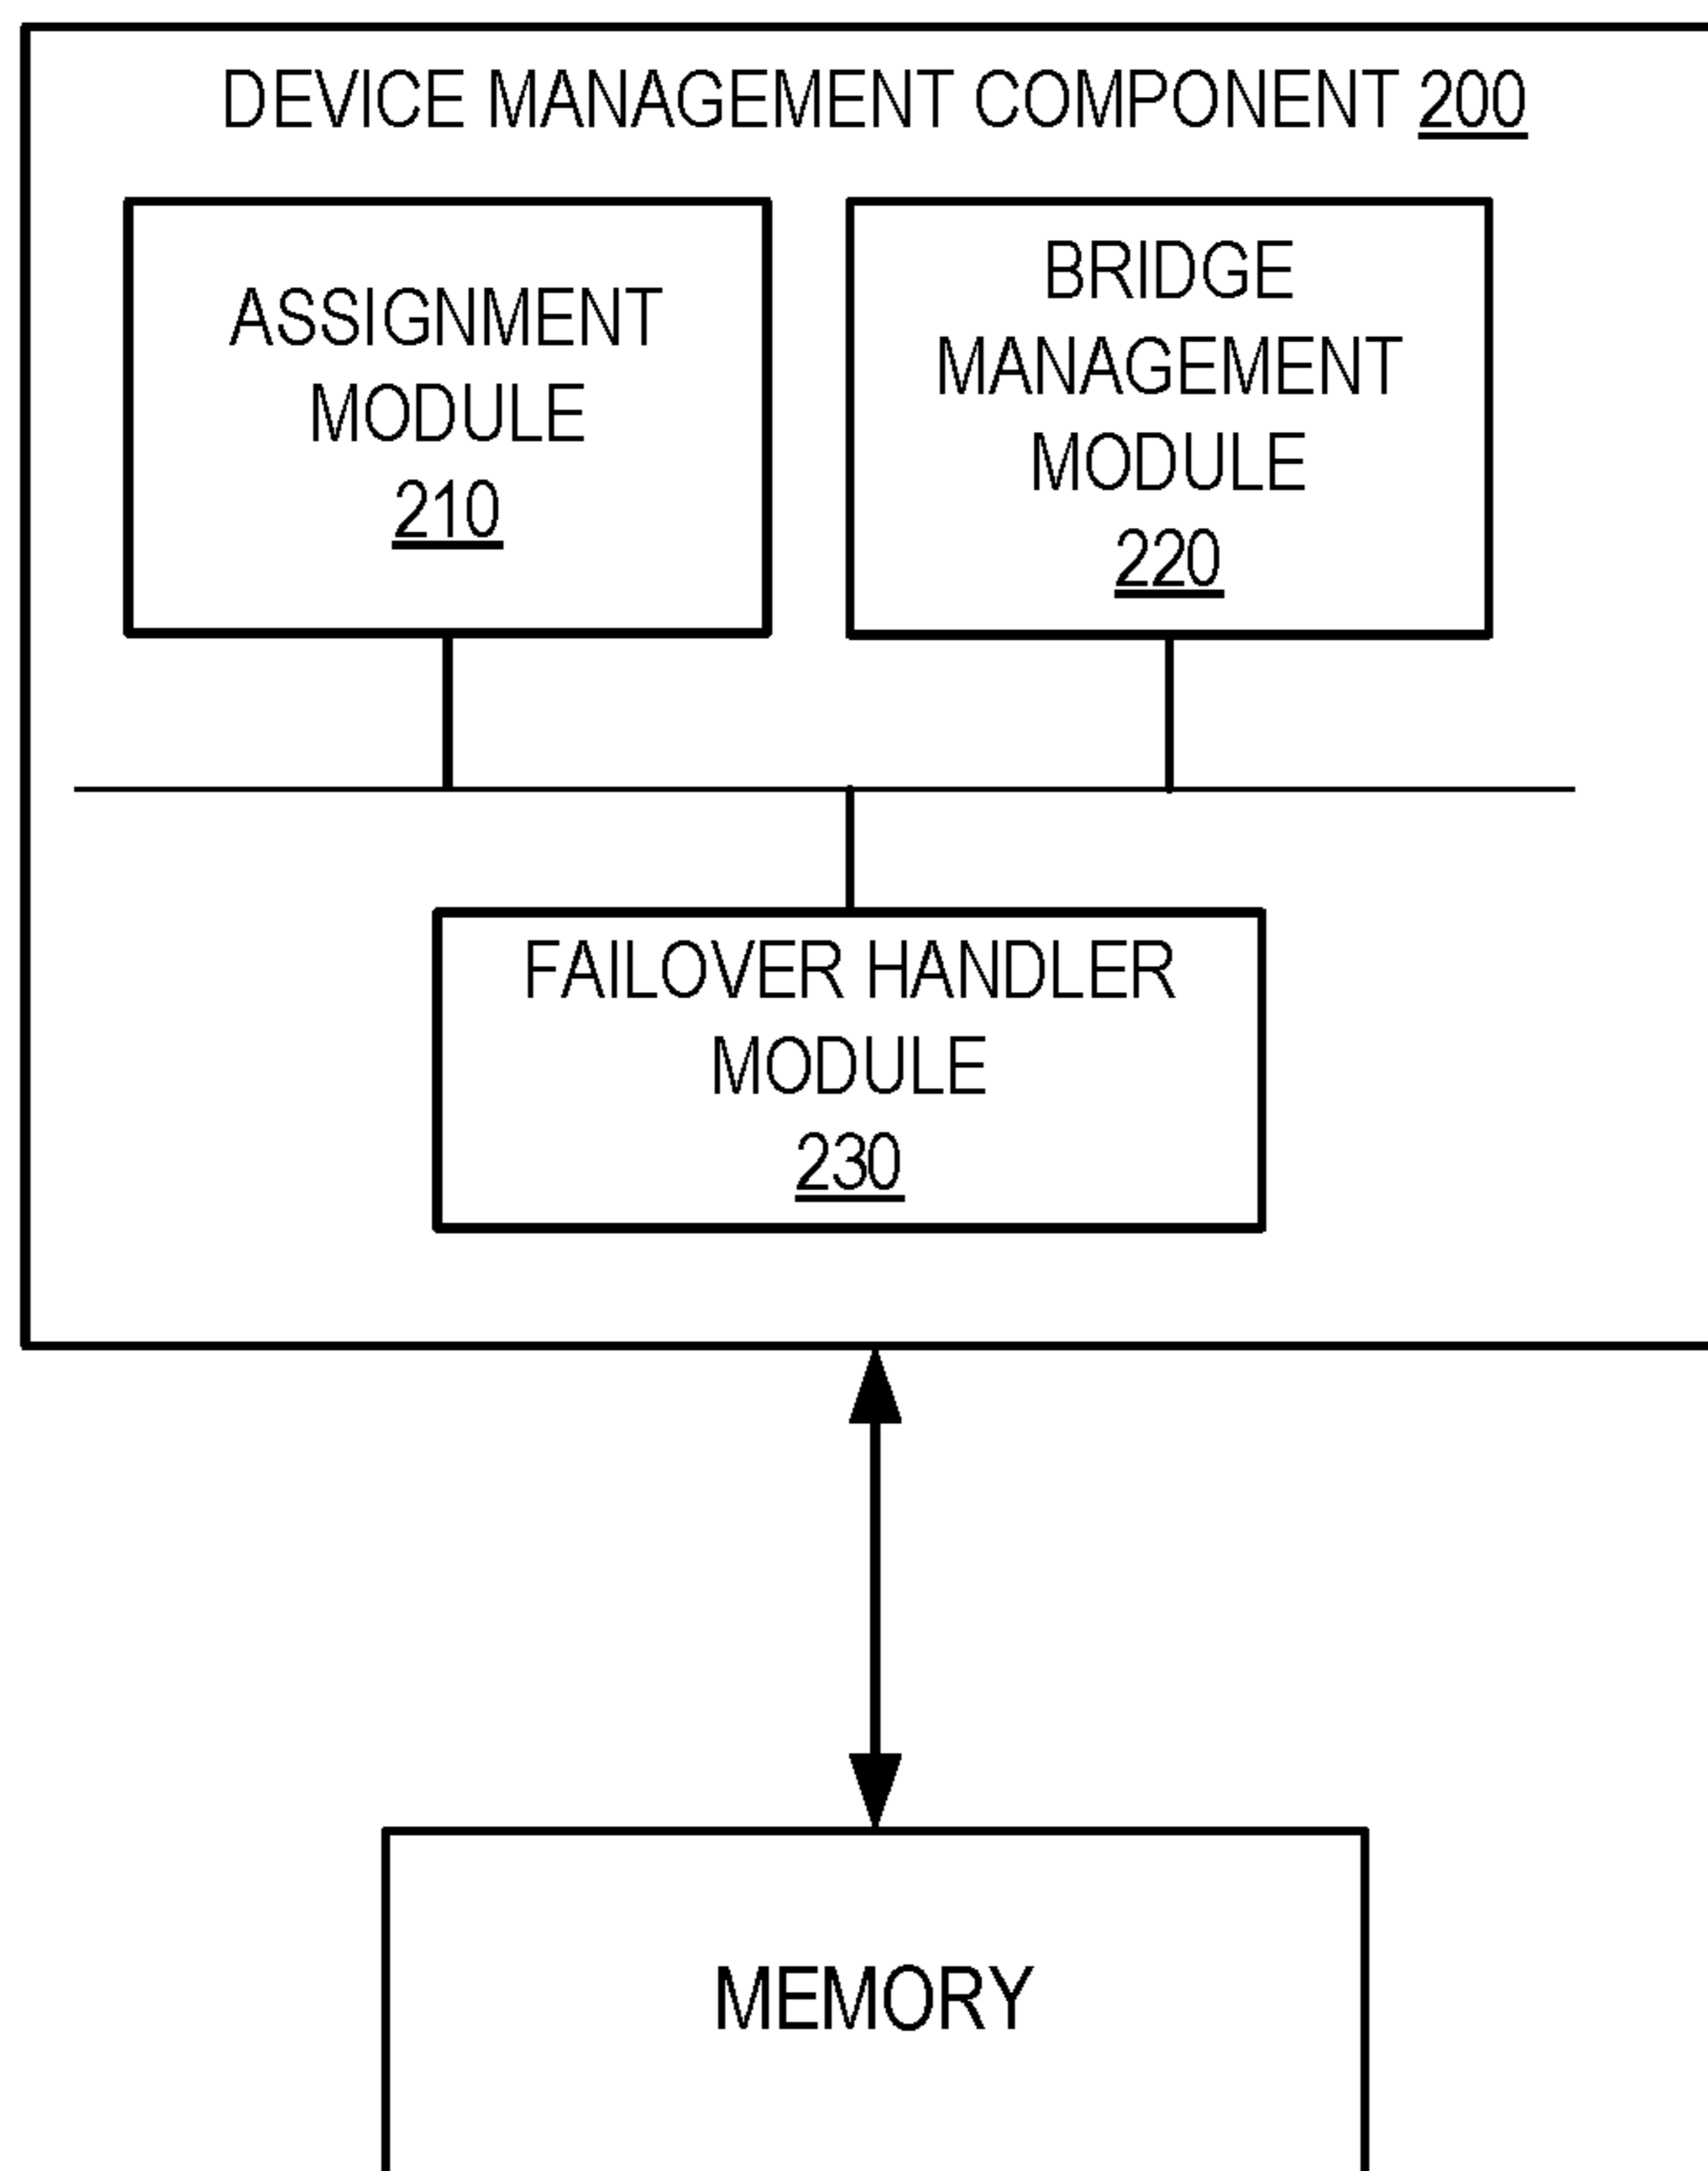 DEVICE MANAGEMENT COMPONENT 200
ASSIGNMENT
MODULE
210
BRIDGE
MANAGEMENT
MODULE
220
FAILOVER HANDLER
MODULE
230
MEMORY